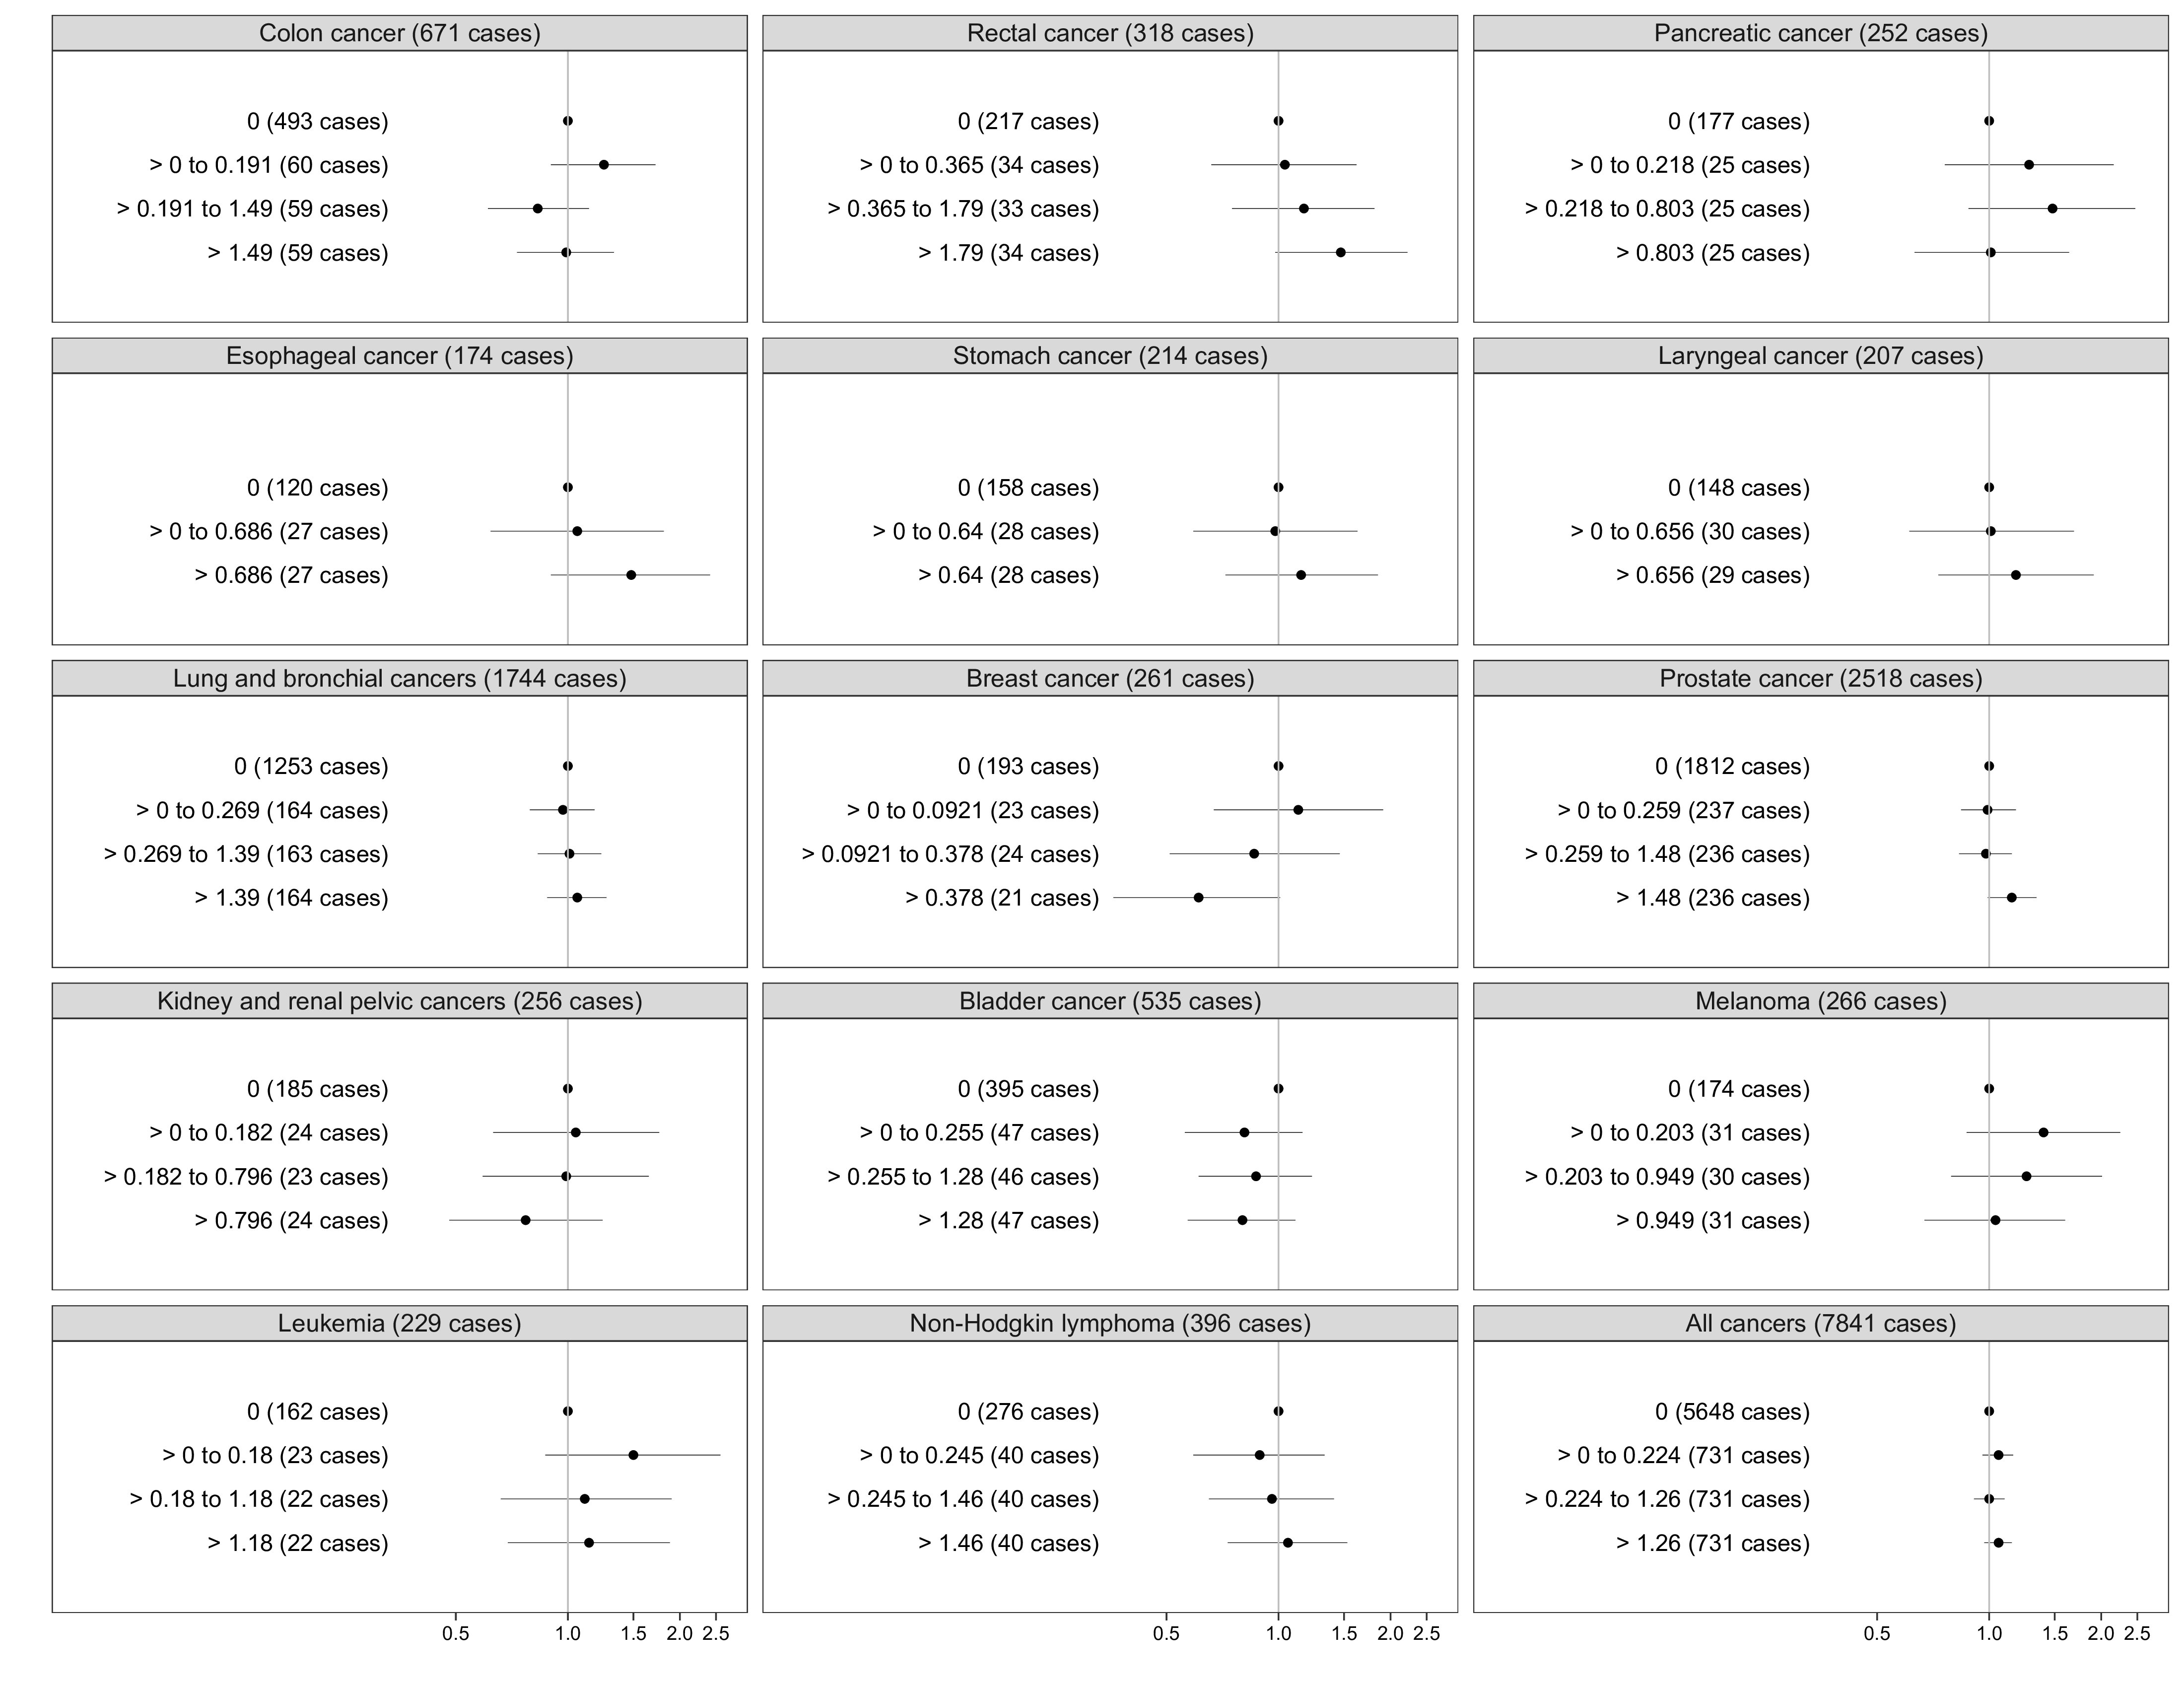 Colon cancer (671 cases)
0 (493 cases)
> 0 to 0.191 (60 cases)
> 0.191 to 1.49 (59 cases)
> 1.49 (59 cases)
Rectal cancer (318 cases)
0 (217 cases)
> 0 to 0.365 (34 cases)
> 0.365 to 1.79 (33 cases)
> 1.79 (34 cases)
Pancreatic cancer (252 cases)
0 (177 cases)
> 0 to 0.218 (25 cases)
> 0.218 to 0.803 (25 cases)
> 0.803 (25 cases)
Esophageal cancer (174 cases)
0 (120 cases)
> 0 to 0.686 (27 cases)
> 0.686 (27 cases)
Stomach cancer (214 cases)
0 (158 cases)
> 0 to 0.64 (28 cases)
> 0.64 (28 cases)
Laryngeal cancer (207 cases)
0 (148 cases)
> 0 to 0.656 (30 cases)
> 0.656 (29 cases)
Lung and bronchial cancers (1744 cases)
0 (1253 cases)
> 0 to 0.269 (164 cases)
> 0.269 to 1.39 (163 cases)
> 1.39 (164 cases)
Breast cancer (261 cases)
0 (193 cases)
> 0 to 0.0921 (23 cases)
> 0.0921 to 0.378 (24 cases)
> 0.378 (21 cases)
Prostate cancer (2518 cases)
0 (1812 cases)
> 0 to 0.259 (237 cases)
> 0.259 to 1.48 (236 cases)
> 1.48 (236 cases)
Kidney and renal pelvic cancers (256 cases)
0 (185 cases)
> 0 to 0.182 (24 cases)
> 0.182 to 0.796 (23 cases)
> 0.796 (24 cases)
Bladder cancer (535 cases)
0 (395 cases)
> 0 to 0.255 (47 cases)
> 0.255 to 1.28 (46 cases)
> 1.28 (47 cases)
Melanoma (266 cases)
0 (174 cases)
> 0 to 0.203 (31 cases)
> 0.203 to 0.949 (30 cases)
> 0.949 (31 cases)
Leukemia (229 cases)
0 (162 cases)
> 0 to 0.18 (23 cases)
> 0.18 to 1.18 (22 cases)
> 1.18 (22 cases)
0.5 1.0 1.5 2.0 2.5
Non-Hodgkin lymphoma (396 cases)
0 (276 cases)
> 0 to 0.245 (40 cases)
> 0.245 to 1.46 (40 cases)
> 1.46 (40 cases)
0.5 1.0 1.5 2.0 2.5
All cancers (7841 cases)
0 (5648 cases)
> 0 to 0.224 (731 cases)
> 0.224 to 1.26 (731 cases)
> 1.26 (731 cases)
0.5 1.0 1.5 2.0 2.5